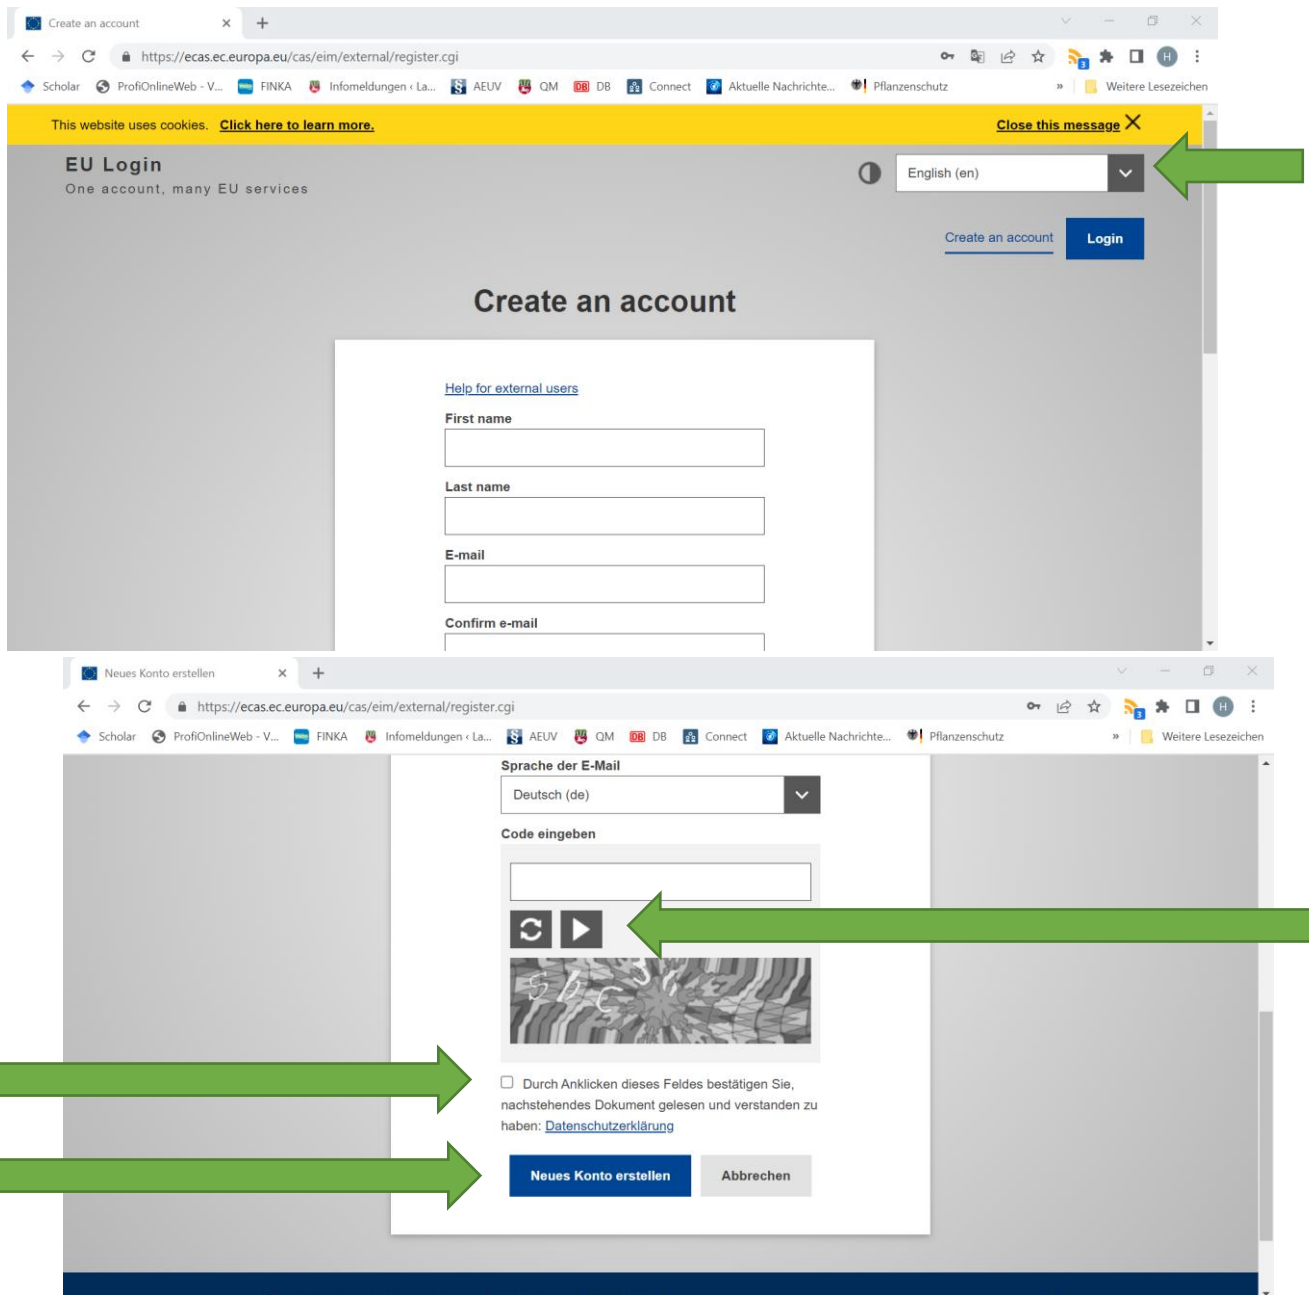 Create an account
https://ecas.ec.europa.eu/cas/eim/external/register.cgi
3
H
Scholar ProfiOnlineWeb - V... FINKA Infomeldungen ‹ La... § AEUV QM DB DB Connect Aktuelle Nachrichte... Pflanzenschutz » Weitere Lesezeichen
This website uses cookies. Click here to learn more. Close this message
EU Login
One account, many EU services
English (en)
Create an account Login
Create an account
Help for external users
First name
Last name
E-mail
Confirm e-mail
Neues Konto erstellen
https://ecas.ec.europa.eu/cas/eim/external/register.cgi
3
H
Scholar ProfiOnlineWeb - V... FINKA Infomeldungen ‹ La... § AEUV QM DB DB Connect Aktuelle Nachrichte... Pflanzenschutz » Weitere Lesezeichen
Sprache der E-Mail
Deutsch (de)
Code eingeben
Durch Anklicken dieses Feldes bestätigen Sie,
nachstehendes Dokument gelesen und verstanden zu
haben: Datenschutzerklärung
Neues Konto erstellen Abbrechen